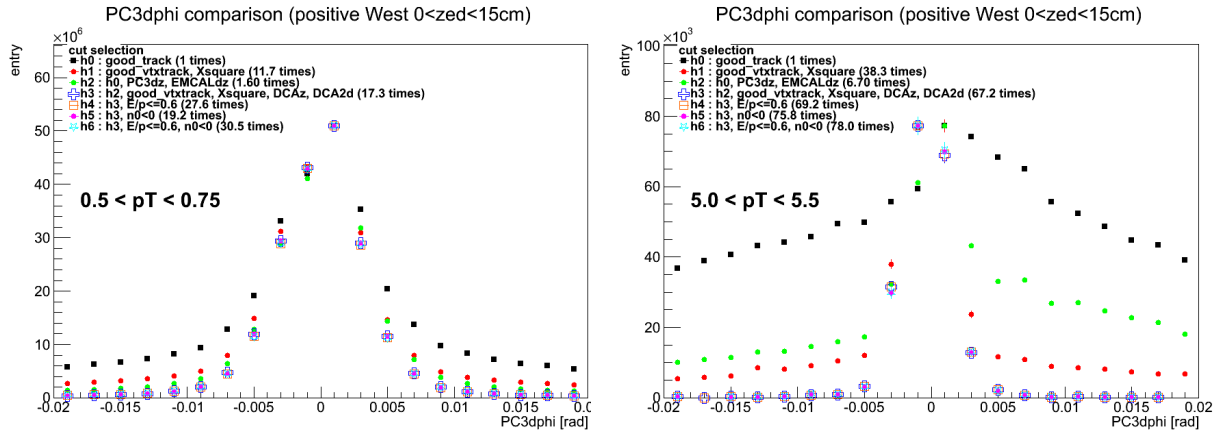 PC3dphi comparison (positive West 0<zed<15cm)
×10⁶
entry
cut selection
h0 : good_track (1 times)
h1 : good_vtxtrack, Xsquare (11.7 times)
h2 : h0, PC3dz, EMCALdz (1.60 times)
h3 : h2, good_vtxtrack, Xsquare, DCAz, DCA2d (17.3 times)
h4 : h3, E/p<=0.6 (27.6 times)
h5 : h3, n0<0 (19.2 times)
h6 : h3, E/p<=0.6, n0<0 (30.5 times)
0.5 < pT < 0.75
60
50
40
30
20
10
0
-0.02 -0.015 -0.01 -0.005 0 0.005 0.01 0.015 0.0
PC3dphi [rad]
PC3dphi comparison (positive West 0<zed<15cm)
×10³
entry
cut selection
h0 : good_track (1 times)
h1 : good_vtxtrack, Xsquare (38.3 times)
h2 : h0, PC3dz, EMCALdz (6.70 times)
h3 : h2, good_vtxtrack, Xsquare, DCAz, DCA2d (67.2 times)
h4 : h3, E/p<=0.6 (69.2 times)
h5 : h3, n0<0 (75.8 times)
h6 : h3, E/p<=0.6, n0<0 (78.0 times)
5.0 < pT < 5.5
100
80
60
40
20
0
-0.02 -0.015 -0.01 -0.005 0 0.005 0.01 0.015 0.02
PC3dphi [rad]